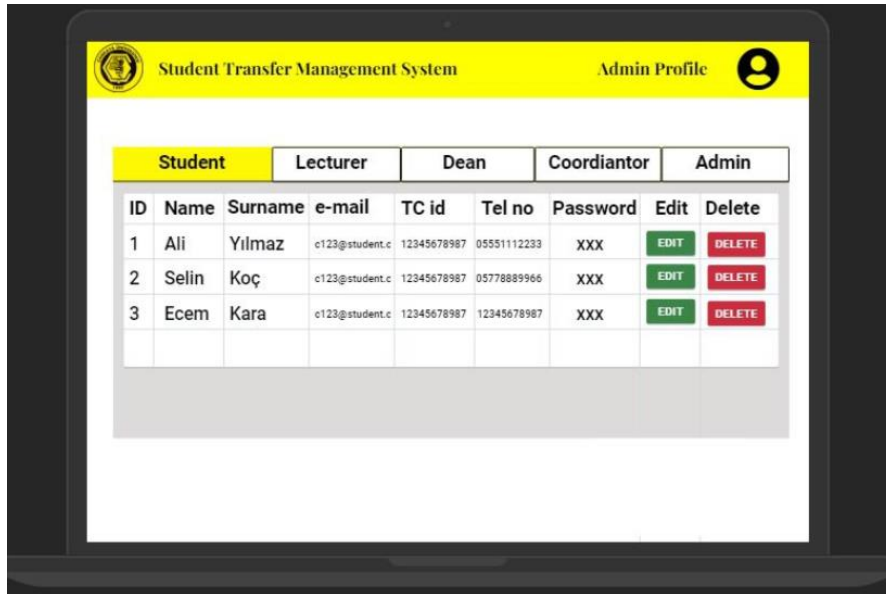 Student Transfer Management System Admin Profile
Student Lecturer Dean Coordiantor Admin
ID Name Surname e-mail TC id Tel no Password Edit Delete
1 Ali Yılmaz c123@student.c 12345678987 05551112233 xxx EDIT DELETE
2 Selin Koç c123@student.c 12345678987 05778889966 xxx EDIT DELETE
3 Ecem Kara c123@student.c 12345678987 12345678987 xxx EDIT DELETE